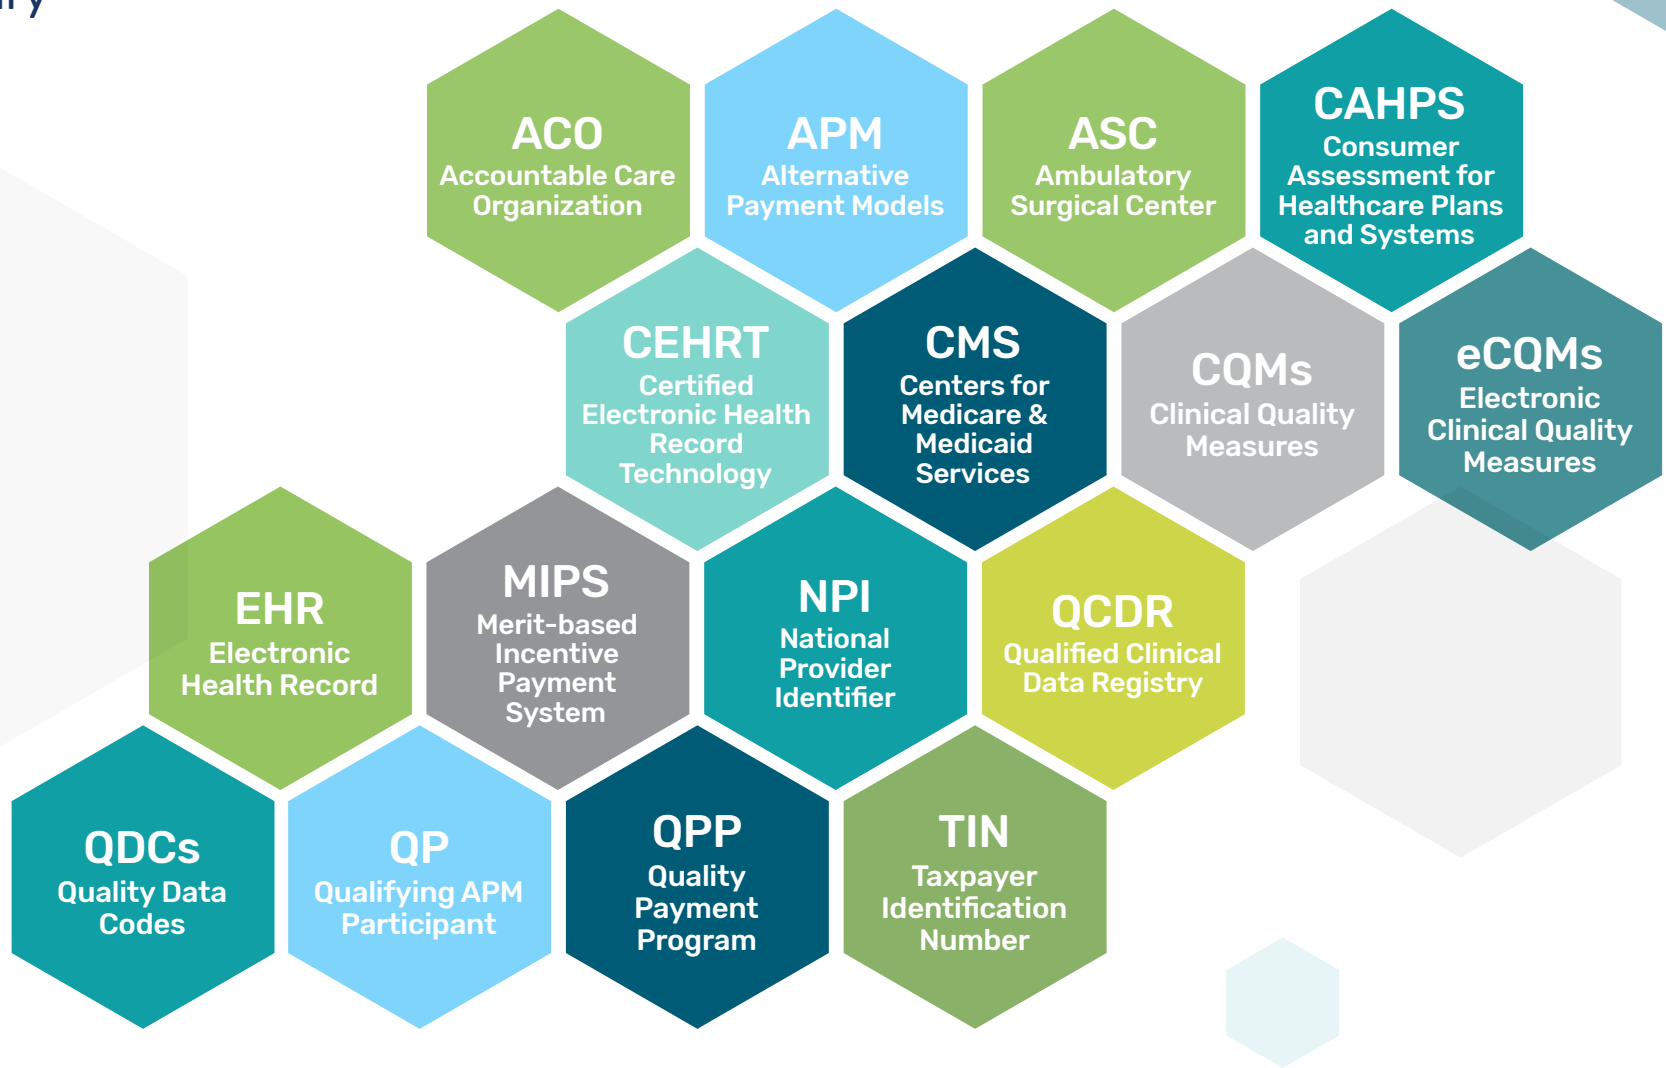 ACO
Accountable Care
Organization
APM
Alternative
Payment Models
ASC
Ambulatory
Surgical Center
CAHPS
Consumer
Assessment for
Healthcare Plans
and Systems
CEHRT
Certified
Electronic Health
Record
Technology
CMS
Centers for
Medicare &
Medicaid
Services
CQMs
Clinical Quality
Measures
eCQMs
Electronic
Clinical Quality
Measures
EHR
Electronic
Health Record
MIPS
Merit-based
Incentive
Payment
System
NPI
National
Provider
Identifier
QCDR
Qualified Clinical
Data Registry
QDCs
Quality Data
Codes
QP
Qualifying APM
Participant
QPP
Quality
Payment
Program
TIN
Taxpayer
Identification
Number